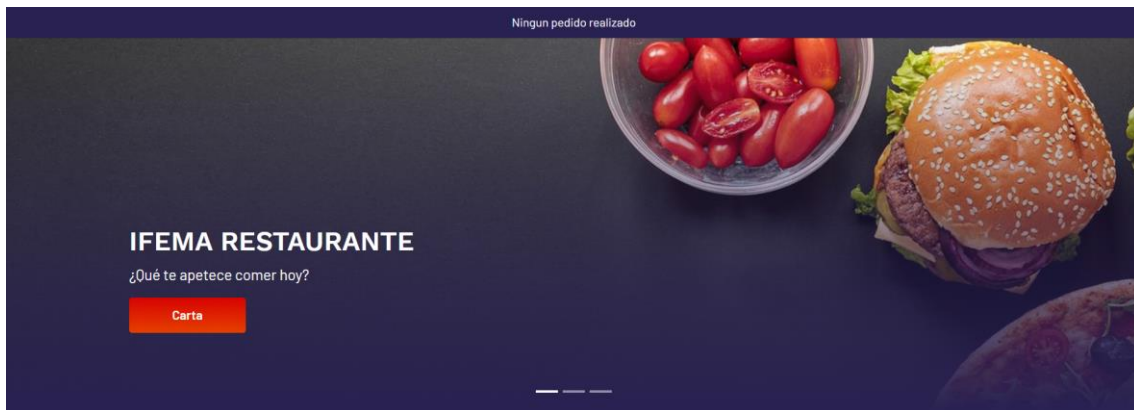 Ningun pedido realizado
IFEMA RESTAURANTE
¿Qué te apetece comer hoy?
Carta